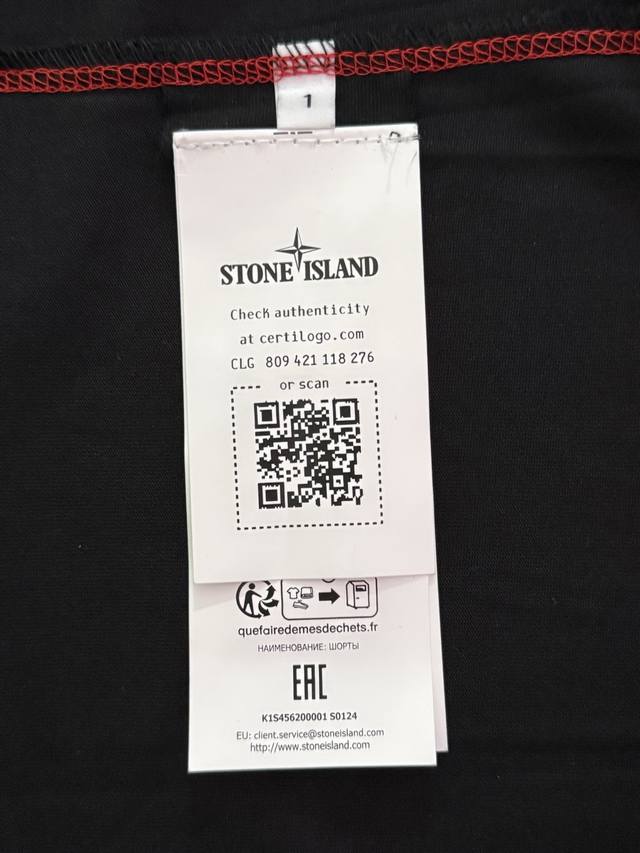 1
STONE ISLAND
Check authenticity
at certilogo.com
CLG 809 421 118 276
or scan
quefairedemesdechets.fr
НАИМЕНОВАНИЕ: ШОРТЫ
EAC
K1S456200001 S0124
EU: client.service@stoneisland.com
http://www.stoneisland.com